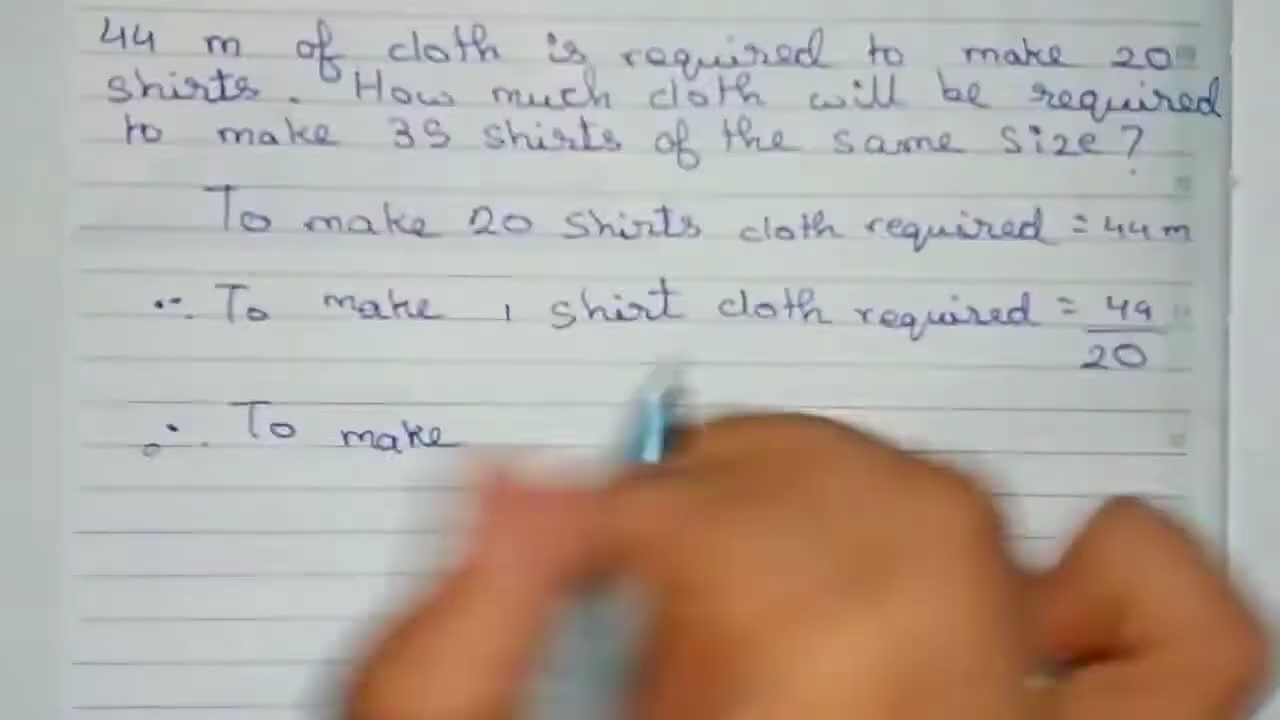 44 m of cloth is required to make 20
shirts. How much cloth will be required
to make 35 shirts of the same size?
To make 20 shirts cloth required = 44m
∴ To make 1 shirt cloth required = 44
20
∴ To make